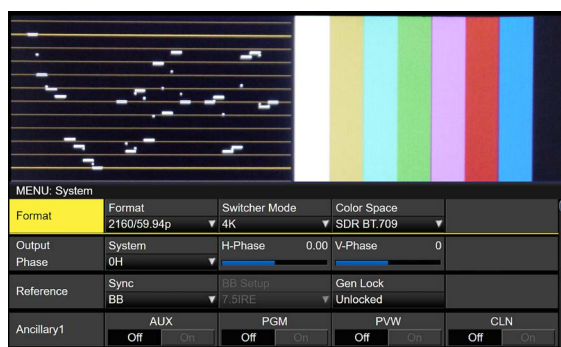 MENU: System
Format
Format
2160/59.94p
Switcher Mode
4K
Color Space
SDR BT.709
Output Phase
System
0H
H-Phase 0.00
V-Phase 0
Reference
Sync
BB
BB Setup
7.5IRE
Gen Lock
Unlocked
Ancillary1
AUX
Off On
PGM
Off On
PVW
Off On
CLN
Off On